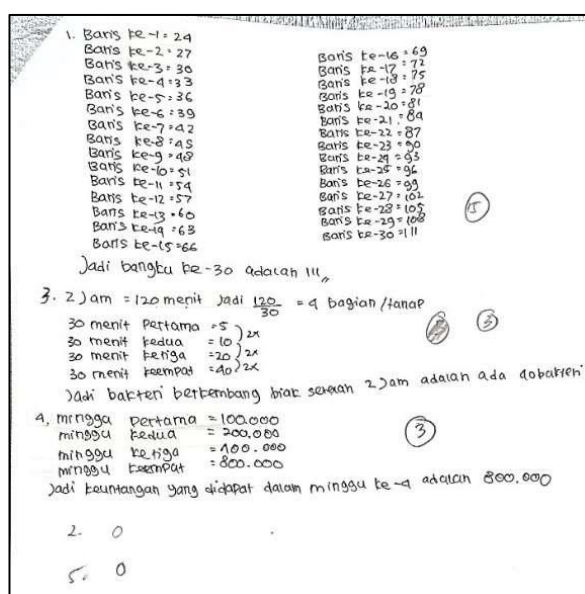 1. Baris ke-1 = 24
Baris ke-2 = 27
Baris ke-3 = 30
Baris ke-4 = 33
Baris ke-5 = 36
Baris ke-6 = 39
Baris ke-7 = 42
Baris ke-8 = 45
Baris ke-9 = 48
Baris ke-10 = 51
Baris ke-11 = 54
Baris ke-12 = 57
Baris ke-13 = 60
Baris ke-14 = 63
Baris ke-15 = 66
Baris ke-16 = 69
Baris ke-17 = 72
Baris ke-18 = 75
Baris ke-19 = 78
Baris ke-20 = 81
Baris ke-21 = 84
Baris ke-22 = 87
Baris ke-23 = 90
Baris ke-24 = 93
Baris ke-25 = 96
Baris ke-26 = 99
Baris ke-27 = 102
Baris ke-28 = 105
Baris ke-29 = 108
Baris ke-30 = 111
Jadi bangku ke-30 adalah 111,,
3. 2 Jam = 120 menit Jadi 120/30 = 4 bagian /tahap
3
30 menit Pertama = 5
30 menit kedua = 10 2x
30 menit ketiga = 20 2x
30 menit keempat = 40 2x
Jadi bakteri berkembang biak setelah 2 Jam adalah ada 40 bakteri
4. minggu pertama = 100.000
minggu kedua = 200.000
minggu ketiga = 400.000
minggu keempat = 800.000
3
Jadi keuntangan yang didapat dalam minggu ke-4 adalah 800.000
2. 0
5. 0